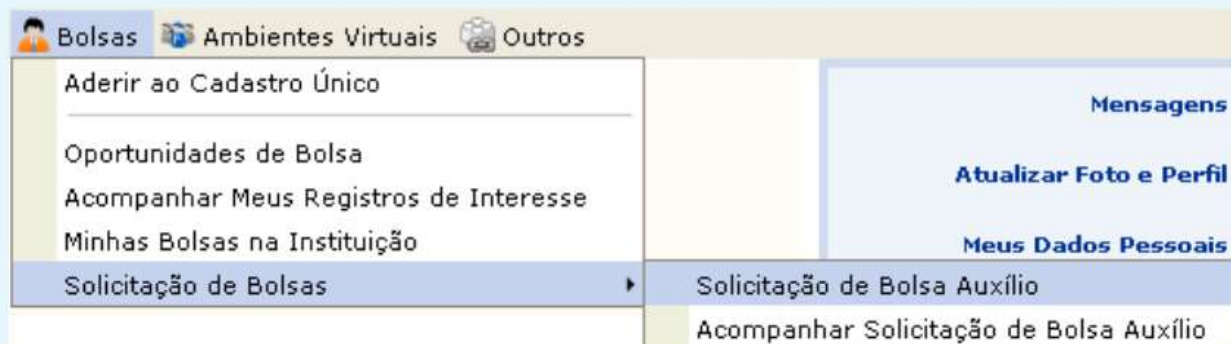 Bolsas Ambientes Virtuais Outros
Aderir ao Cadastro Único
Oportunidades de Bolsa
Acompanhar Meus Registros de Interesse
Minhas Bolsas na Instituição
Solicitação de Bolsas
Solicitação de Bolsa Auxílio
Acompanhar Solicitação de Bolsa Auxílio
Mensagens
Atualizar Foto e Perfil
Meus Dados Pessoais